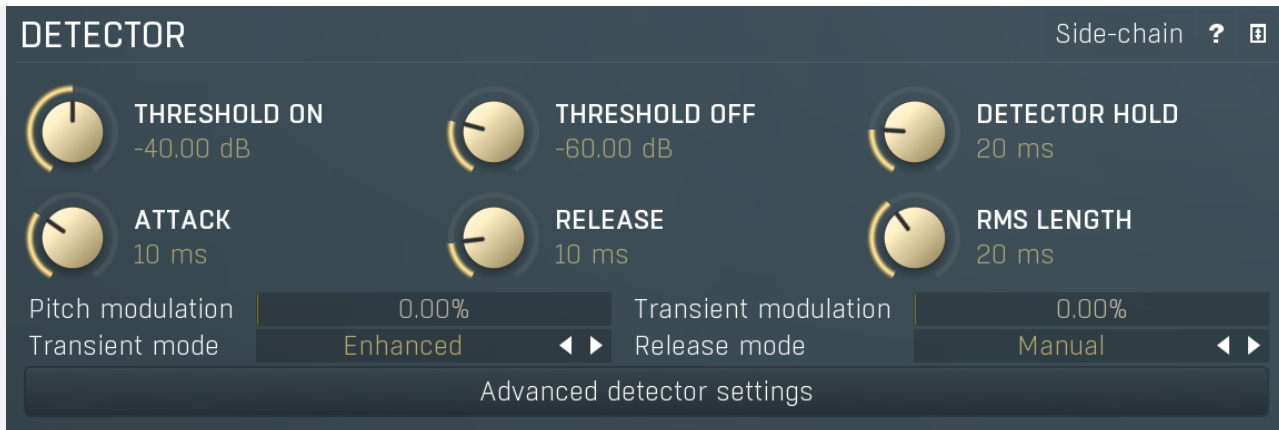 DETECTOR
Side-chain ?
THRESHOLD ON
-40.00 dB
THRESHOLD OFF
-60.00 dB
DETECTOR HOLD
20 ms
ATTACK
10 ms
RELEASE
10 ms
RMS LENGTH
20 ms
Pitch modulation 0.00% Transient modulation 0.00%
Transient mode Enhanced Release mode Manual
Advanced detector settings